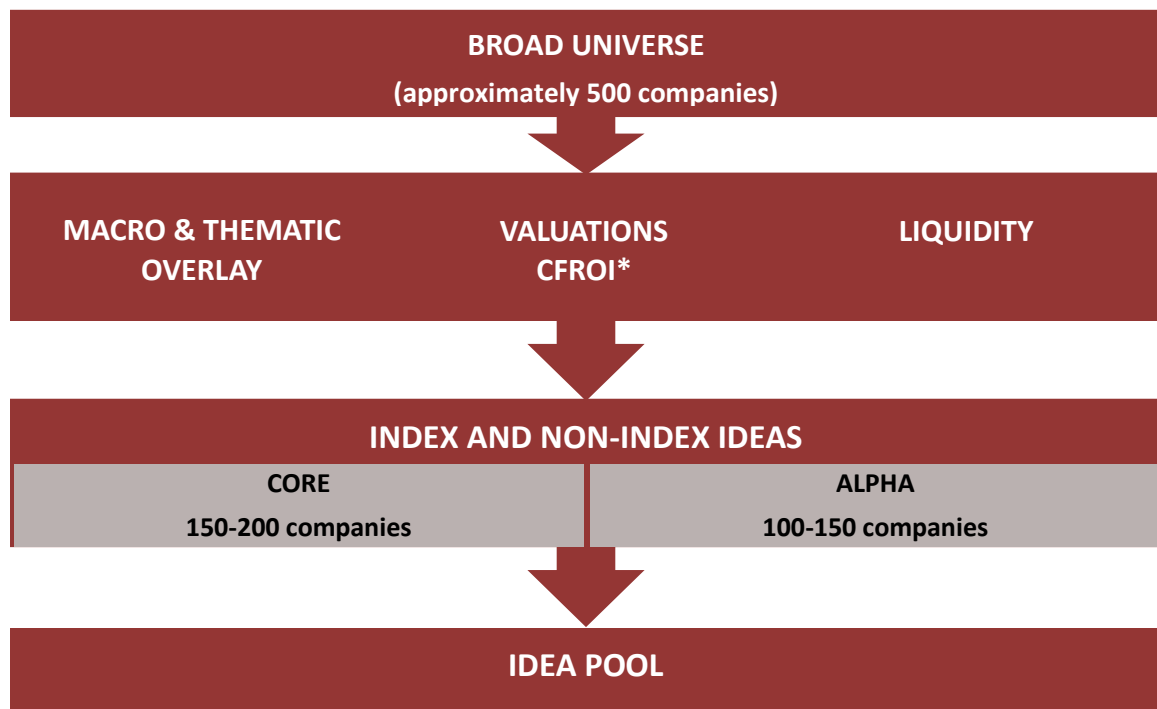 BROAD UNIVERSE
(approximately 500 companies)
MACRO & THEMATIC
OVERLAY
VALUATIONS
CFROI*
LIQUIDITY
INDEX AND NON-INDEX IDEAS
CORE
150-200 companies
ALPHA
100-150 companies
IDEA POOL